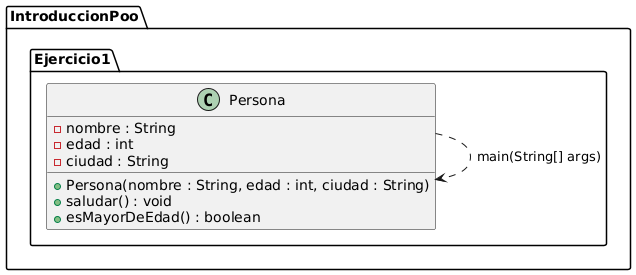 IntroduccionPoo
Ejercicio1
C Persona
nombre : String
edad : int
ciudad : String
main(String[] args)
Persona(nombre : String, edad : int, ciudad : String)
saludar() : void
esMayorDeEdad() : boolean